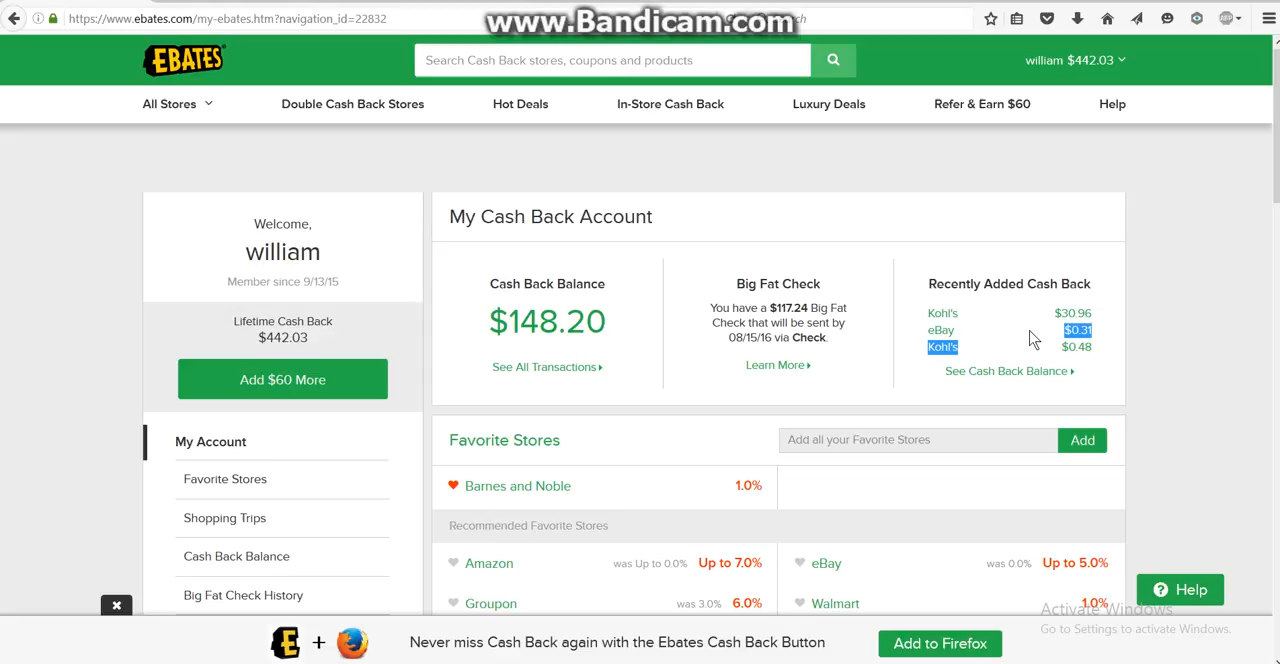 https://www.ebates.com/my-ebates.htm?navigation_id=22832
www.Bandicam.com
EBATES
Search Cash Back stores, coupons and products
william $442.03
All Stores
Double Cash Back Stores
Hot Deals
In-Store Cash Back
Luxury Deals
Refer & Earn $60
Help
Welcome,
william
Member since 9/13/15
Lifetime Cash Back
$442.03
Add $60 More
My Account
Favorite Stores
Shopping Trips
Cash Back Balance
Big Fat Check History
My Cash Back Account
Cash Back Balance
$148.20
See All Transactions
Big Fat Check
You have a $117.24 Big Fat
Check that will be sent by
08/15/16 via Check.
Learn More
Recently Added Cash Back
Kohl's $30.96
eBay $0.31
Kohl's $0.48
See Cash Back Balance
Favorite Stores
Add all your Favorite Stores
Add
Barnes and Noble 1.0%
Recommended Favorite Stores
Amazon was Up to 0.0% Up to 7.0%
eBay was 0.0% Up to 5.0%
Groupon was 3.0% 6.0%
Walmart 1.0%
Help
Activate Windows
Go to Settings to activate Windows.
E + Never miss Cash Back again with the Ebates Cash Back Button
Add to Firefox